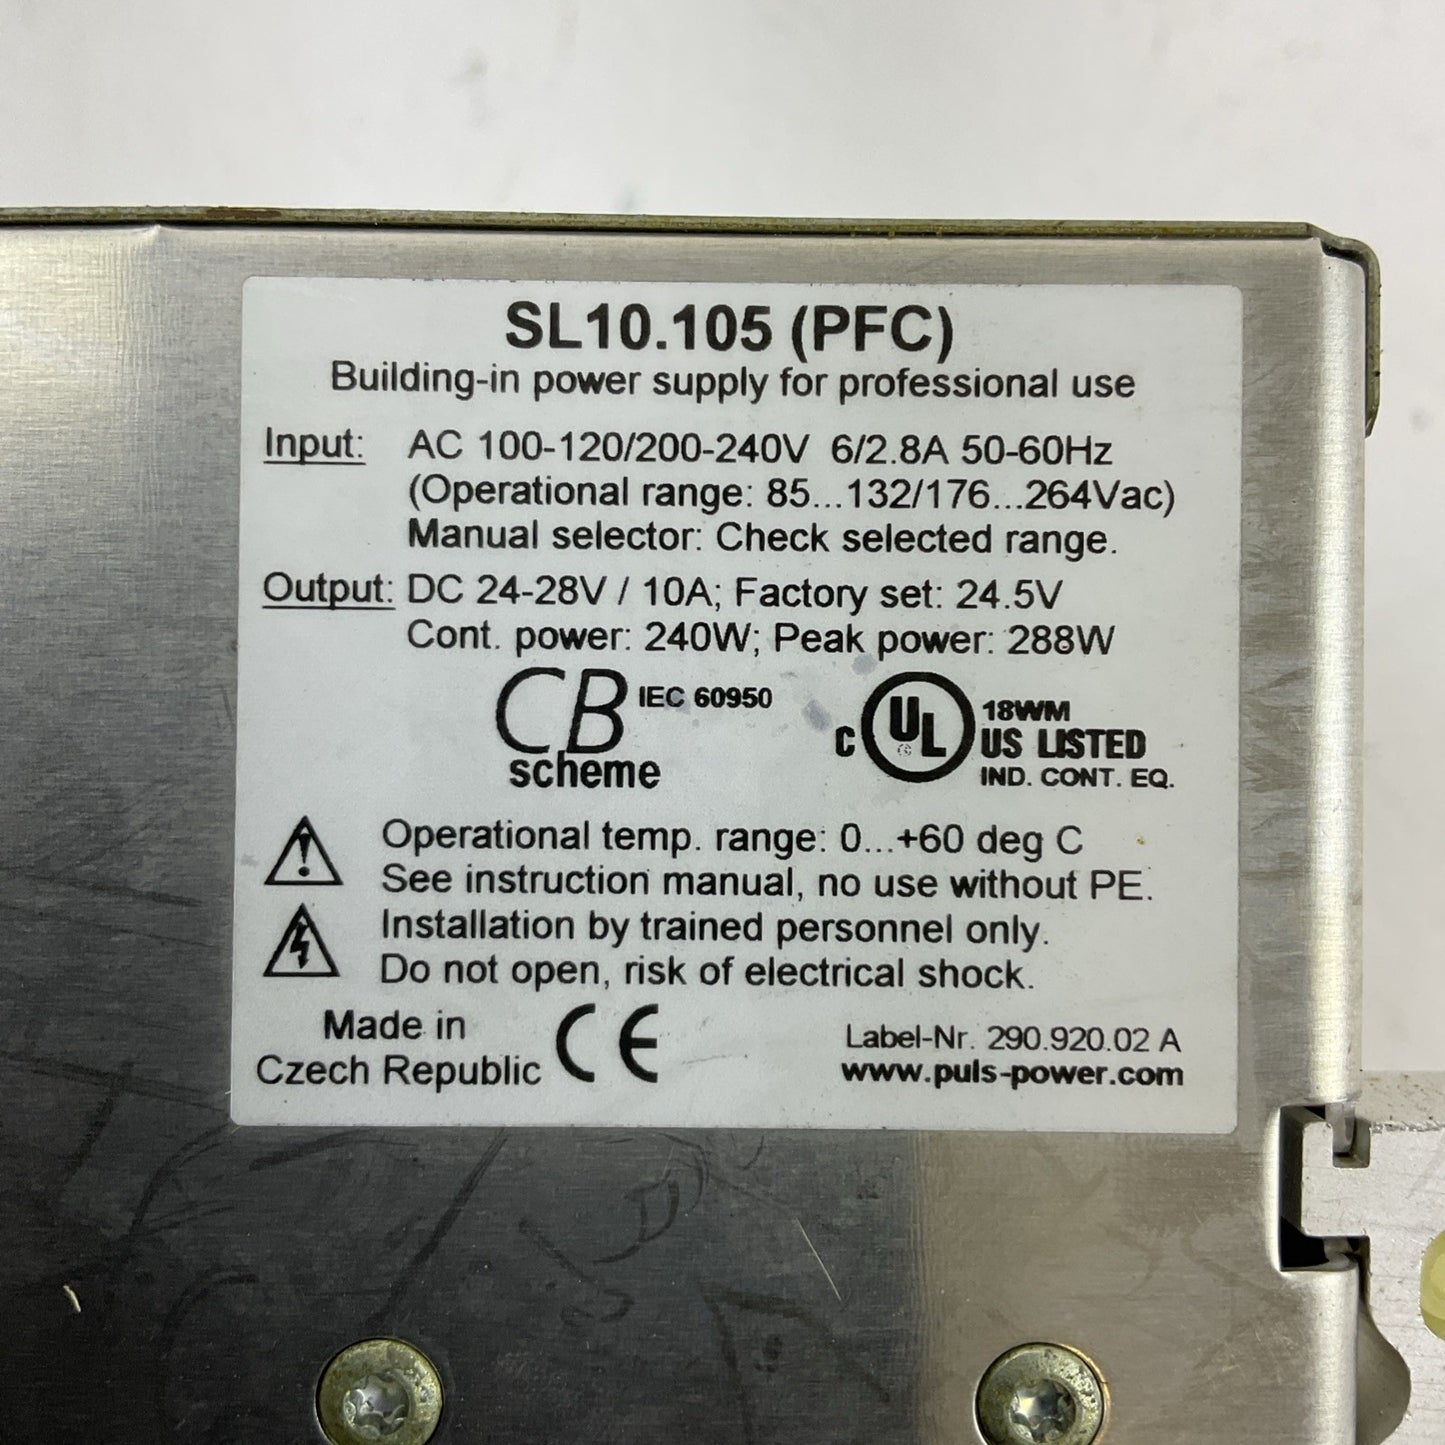 SL10.105 (PFC)
Building-in power supply for professional use
Input: AC 100-120/200-240V 6/2.8A 50-60Hz
(Operational range: 85...132/176...264Vac)
Manual selector: Check selected range.
Output: DC 24-28V / 10A; Factory set: 24.5V
Cont. power: 240W; Peak power: 288W
CB IEC 60950
scheme
C UL 18WM
US LISTED
IND. CONT. EQ.
Operational temp. range: 0...+60 deg C
See instruction manual, no use without PE.
Installation by trained personnel only.
Do not open, risk of electrical shock.
Made in
Czech Republic CE
Label-Nr. 290.920.02 A
www.puls-power.com